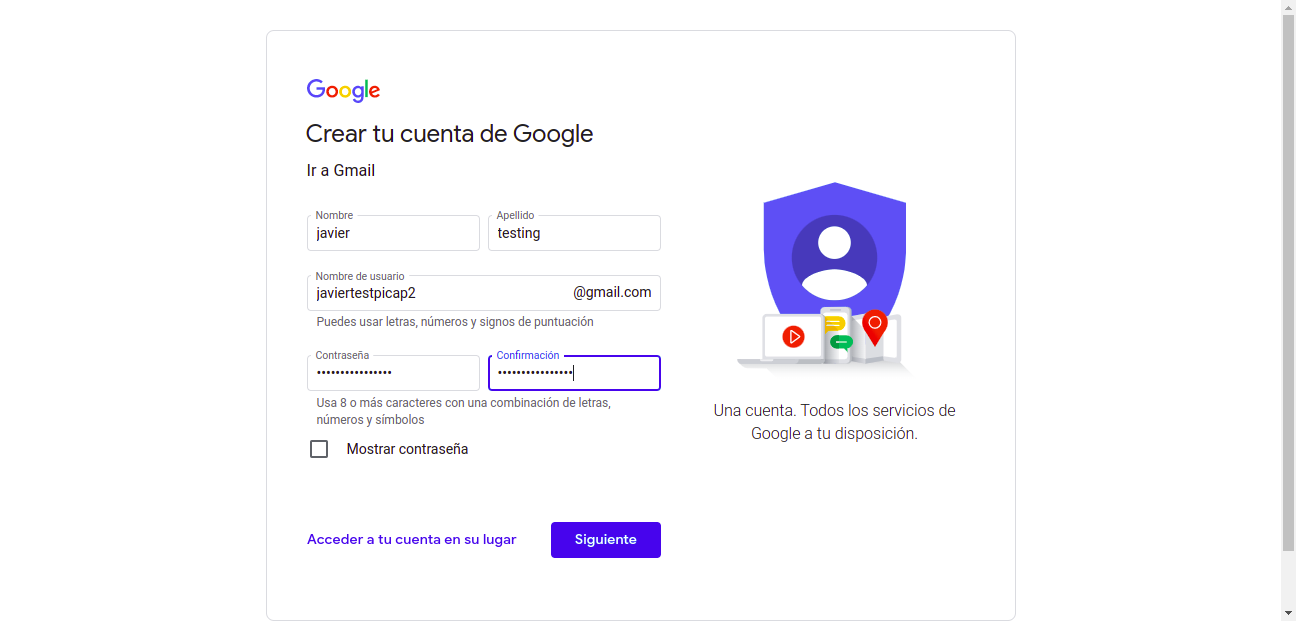 Google
Crear tu cuenta de Google
Ir a Gmail
Nombre
javier
Apellido
testing
Nombre de usuario
javiertestpicap2
@gmail.com
Puedes usar letras, números y signos de puntuación
Contraseña
••••••••••••••••
Confirmación
••••••••••••••••
Usa 8 o más caracteres con una combinación de letras,
números y símbolos
Mostrar contraseña
Acceder a tu cuenta en su lugar
Siguiente
Una cuenta. Todos los servicios de
Google a tu disposición.